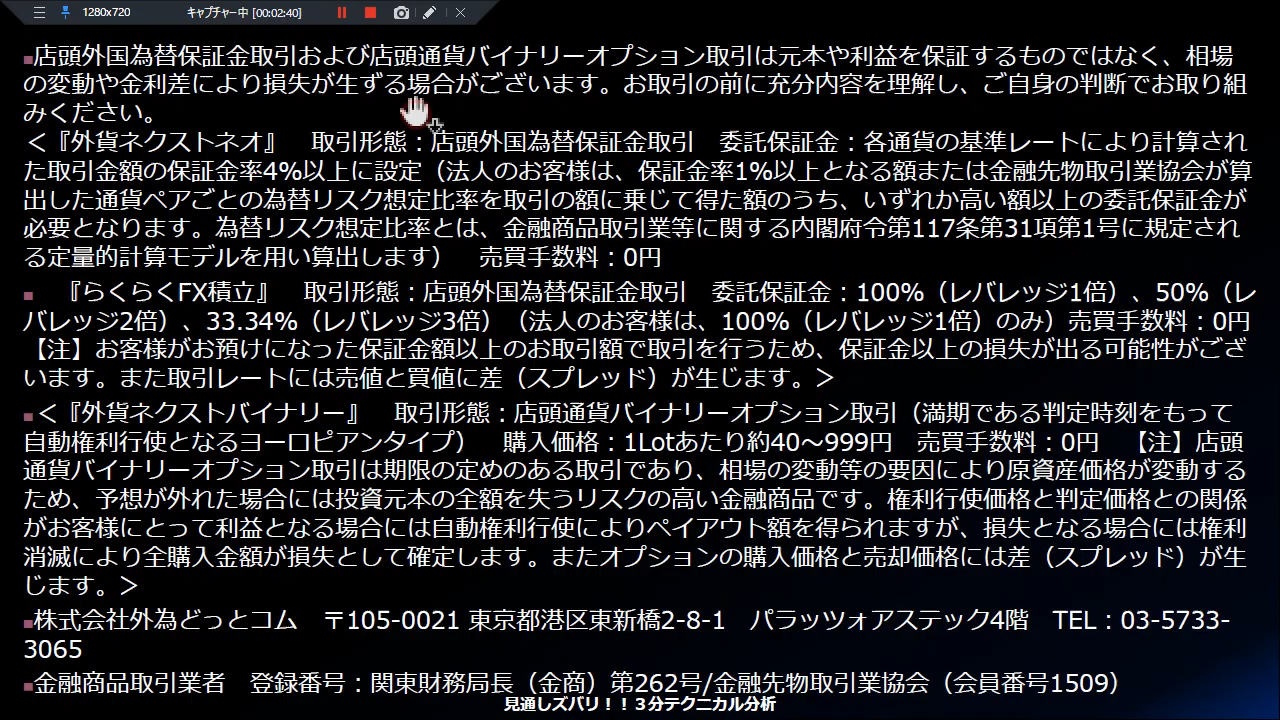 1280x720 キャプチャー中 [00:02:40]
■店頭外国為替保証金取引および店頭通貨バイナリーオプション取引は元本や利益を保証するものではなく、相場
の変動や金利差により損失が生ずる場合がございます。お取引の前に充分内容を理解し、ご自身の判断でお取り組
みください。
＜『外貨ネクストネオ』　取引形態：店頭外国為替保証金取引　委託保証金：各通貨の基準レートにより計算され
た取引金額の保証金率4%以上に設定（法人のお客様は、保証金率1%以上となる額または金融先物取引業協会が算
出した通貨ペアごとの為替リスク想定比率を取引の額に乗じて得た額のうち、いずれか高い額以上の委託保証金が
必要となります。為替リスク想定比率とは、金融商品取引業等に関する内閣府令第117条第31項第1号に規定され
る定量的計算モデルを用い算出します）　売買手数料：0円
■　『らくらくFX積立』　取引形態：店頭外国為替保証金取引　委託保証金：100%（レバレッジ1倍）、50%（レ
バレッジ2倍）、33.34%（レバレッジ3倍）（法人のお客様は、100%（レバレッジ1倍）のみ）売買手数料：0円
【注】お客様がお預けになった保証金額以上のお取引額で取引を行うため、保証金以上の損失が出る可能性がござ
います。また取引レートには売値と買値に差（スプレッド）が生じます。＞
■＜『外貨ネクストバイナリー』　取引形態：店頭通貨バイナリーオプション取引（満期である判定時刻をもって
自動権利行使となるヨーロピアンタイプ）　購入価格：1Lotあたり約40～999円　売買手数料：0円　【注】店頭
通貨バイナリーオプション取引は期限の定めのある取引であり、相場の変動等の要因により原資産価格が変動する
ため、予想が外れた場合には投資元本の全額を失うリスクの高い金融商品です。権利行使価格と判定価格との関係
がお客様にとって利益となる場合には自動権利行使によりペイアウト額を得られますが、損失となる場合には権利
消滅により全購入金額が損失として確定します。またオプションの購入価格と売却価格には差（スプレッド）が生
じます。＞
■株式会社外為どっとコム　〒105-0021 東京都港区東新橋2-8-1　パラッツォアステック4階　TEL：03-5733-
3065
■金融商品取引業者　登録番号：関東財務局長（金商）第262号/金融先物取引業協会（会員番号1509）
見通しズバリ！！３分テクニカル分析